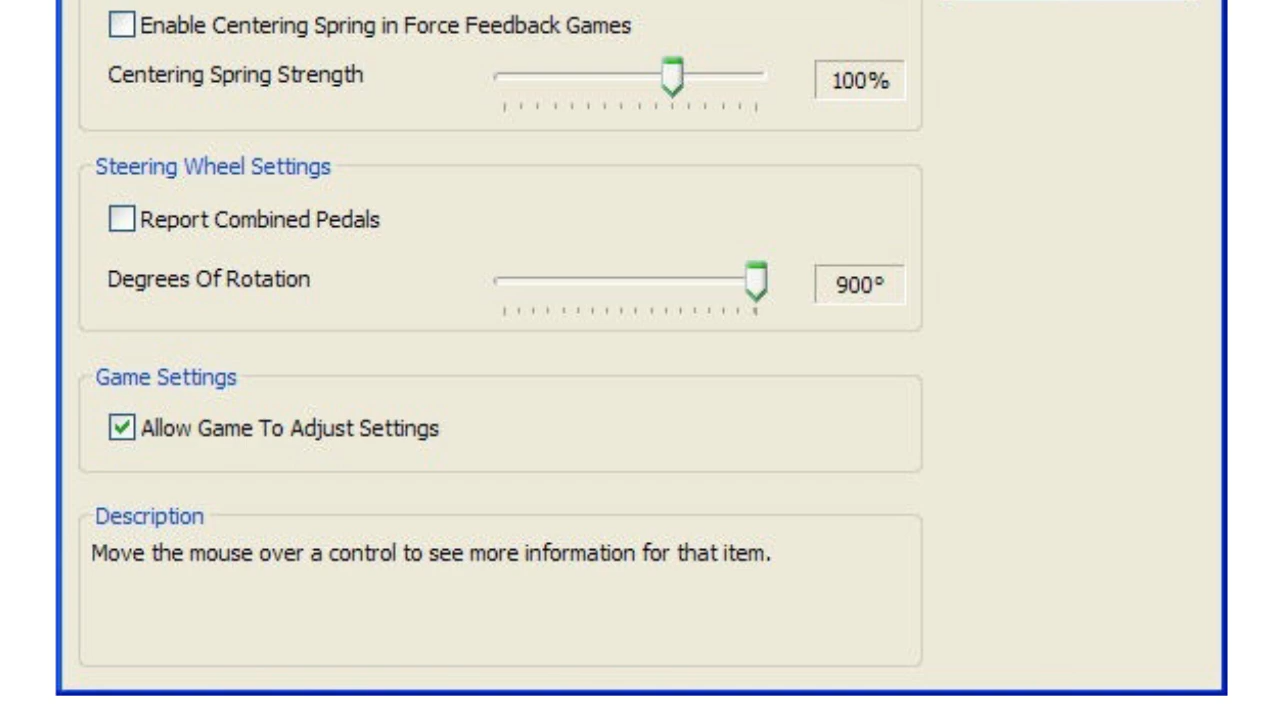 Enable Centering Spring in Force Feedback Games
Centering Spring Strength 100%
Steering Wheel Settings
Report Combined Pedals
Degrees Of Rotation 900°
Game Settings
Allow Game To Adjust Settings
Description
Move the mouse over a control to see more information for that item.